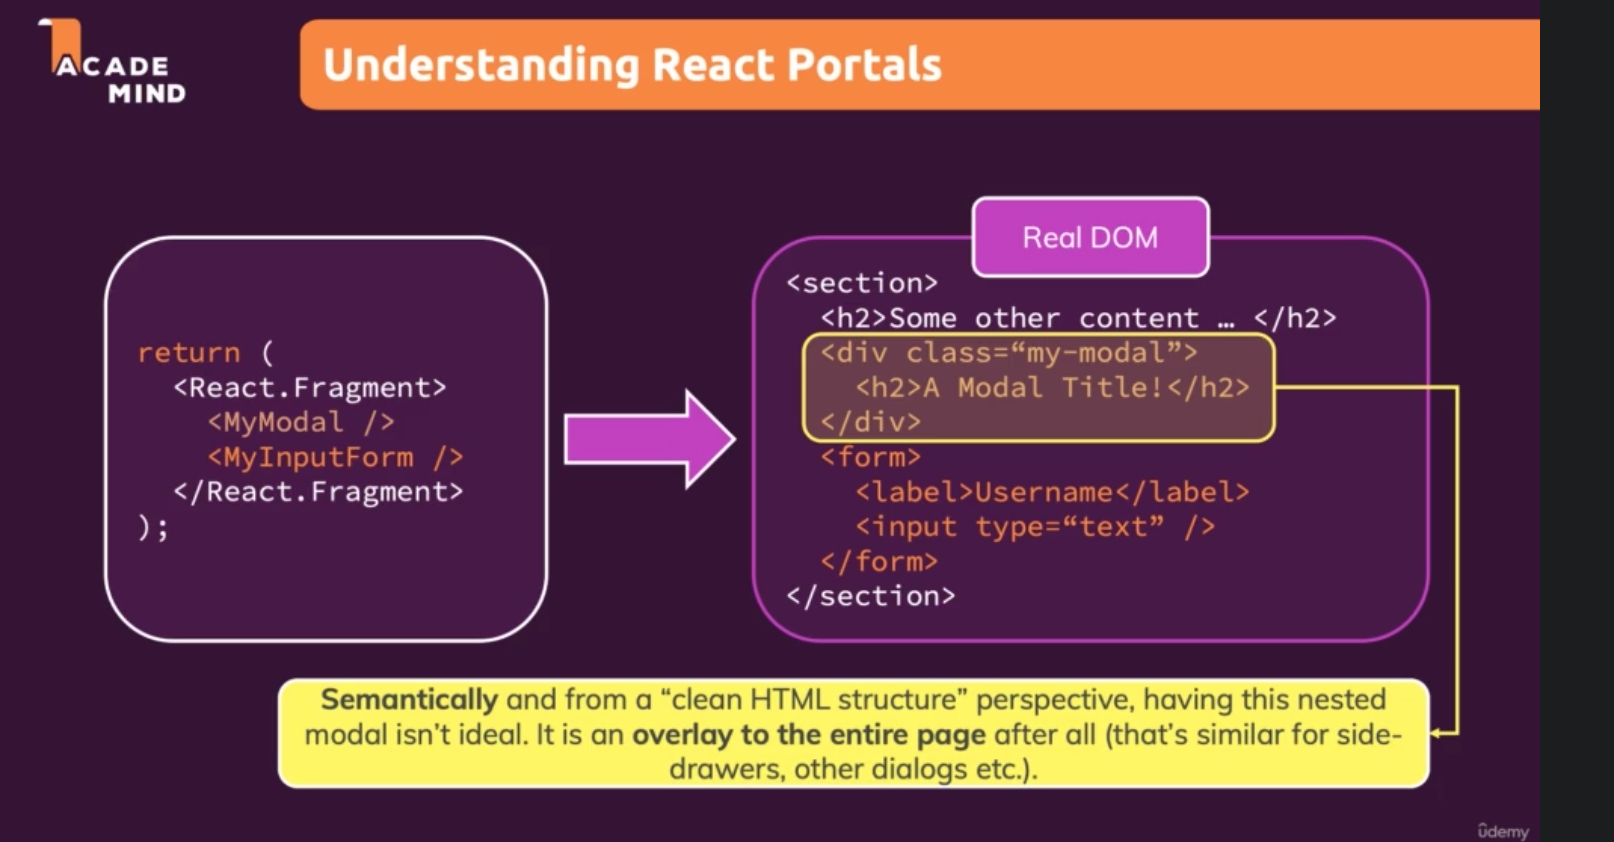 ACADE
MIND
Understanding React Portals
return (
<React.Fragment>
<MyModal />
<MyInputForm />
</React.Fragment>
);
Real DOM
<section>
<h2>Some other content … </h2>
<div class=“my-modal”>
<h2>A Modal Title!</h2>
</div>
<form>
<label>Username</label>
<input type=“text” />
</form>
</section>
Semantically and from a “clean HTML structure” perspective, having this nested
modal isn’t ideal. It is an overlay to the entire page after all (that’s similar for side-
drawers, other dialogs etc.).
ûdemy